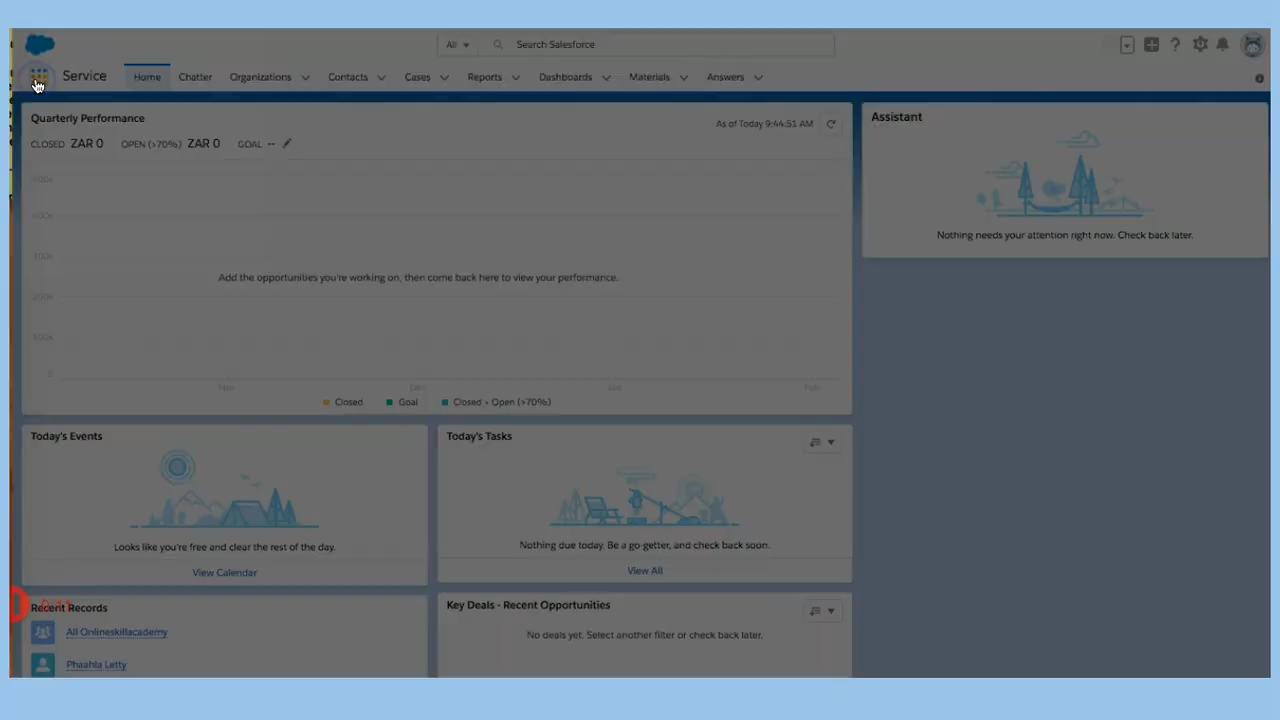 All
Search Salesforce
Service
Home
Chatter
Organizations
Contacts
Cases
Reports
Dashboards
Materials
Answers
Quarterly Performance
As of Today 9:44:51 AM
CLOSED ZAR 0 OPEN (>70%) ZAR 0 GOAL --
Add the opportunities you're working on, then come back here to view your performance.
0
Closed
Goal
Closed + Open (>70%)
Assistant
Nothing needs your attention right now. Check back later.
Today's Events
Looks like you're free and clear the rest of the day.
View Calendar
Today's Tasks
Nothing due today. Be a go-getter, and check back soon.
View All
Recent Records
All Onlineskillacademy
Phaahla Letty
Key Deals - Recent Opportunities
No deals yet. Select another filter or check back later.